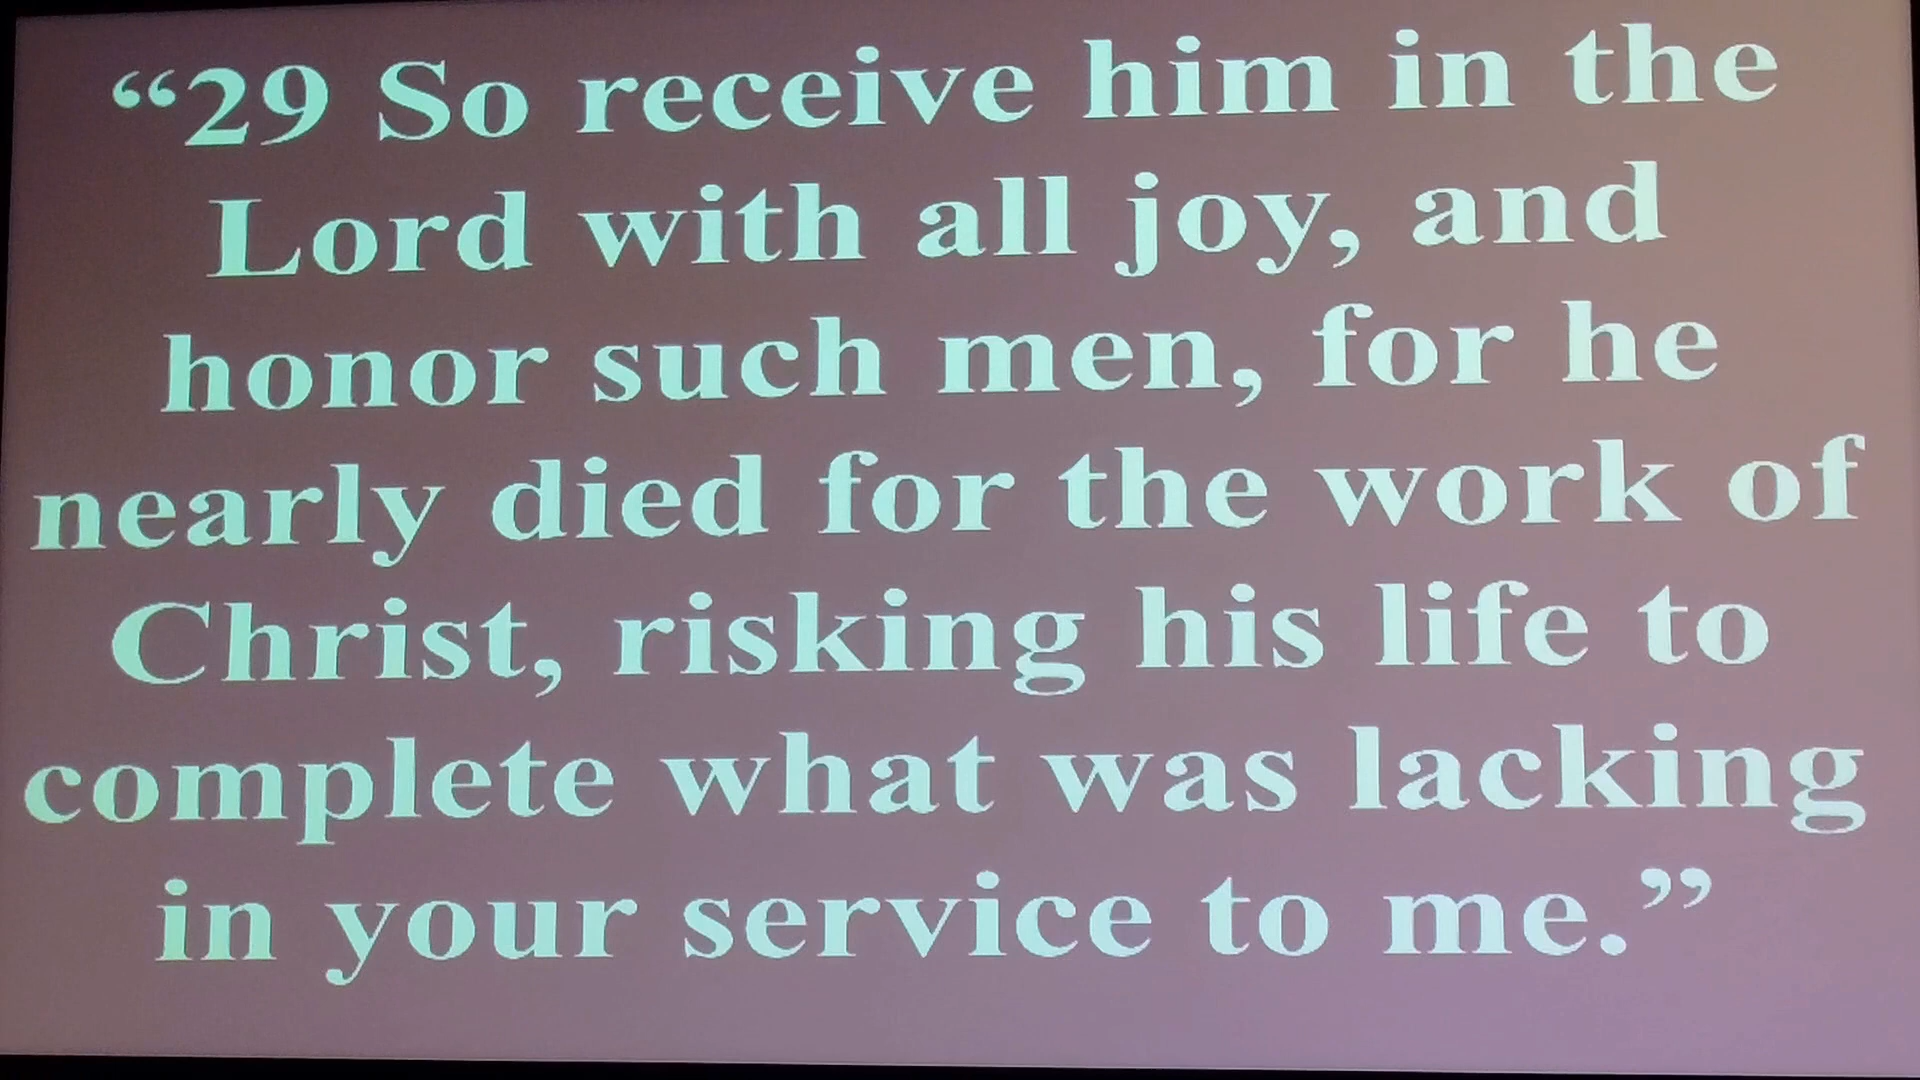 “29 So receive him in the
Lord with all joy, and
honor such men, for he
nearly died for the work of
Christ, risking his life to
complete what was lacking
in your service to me.”